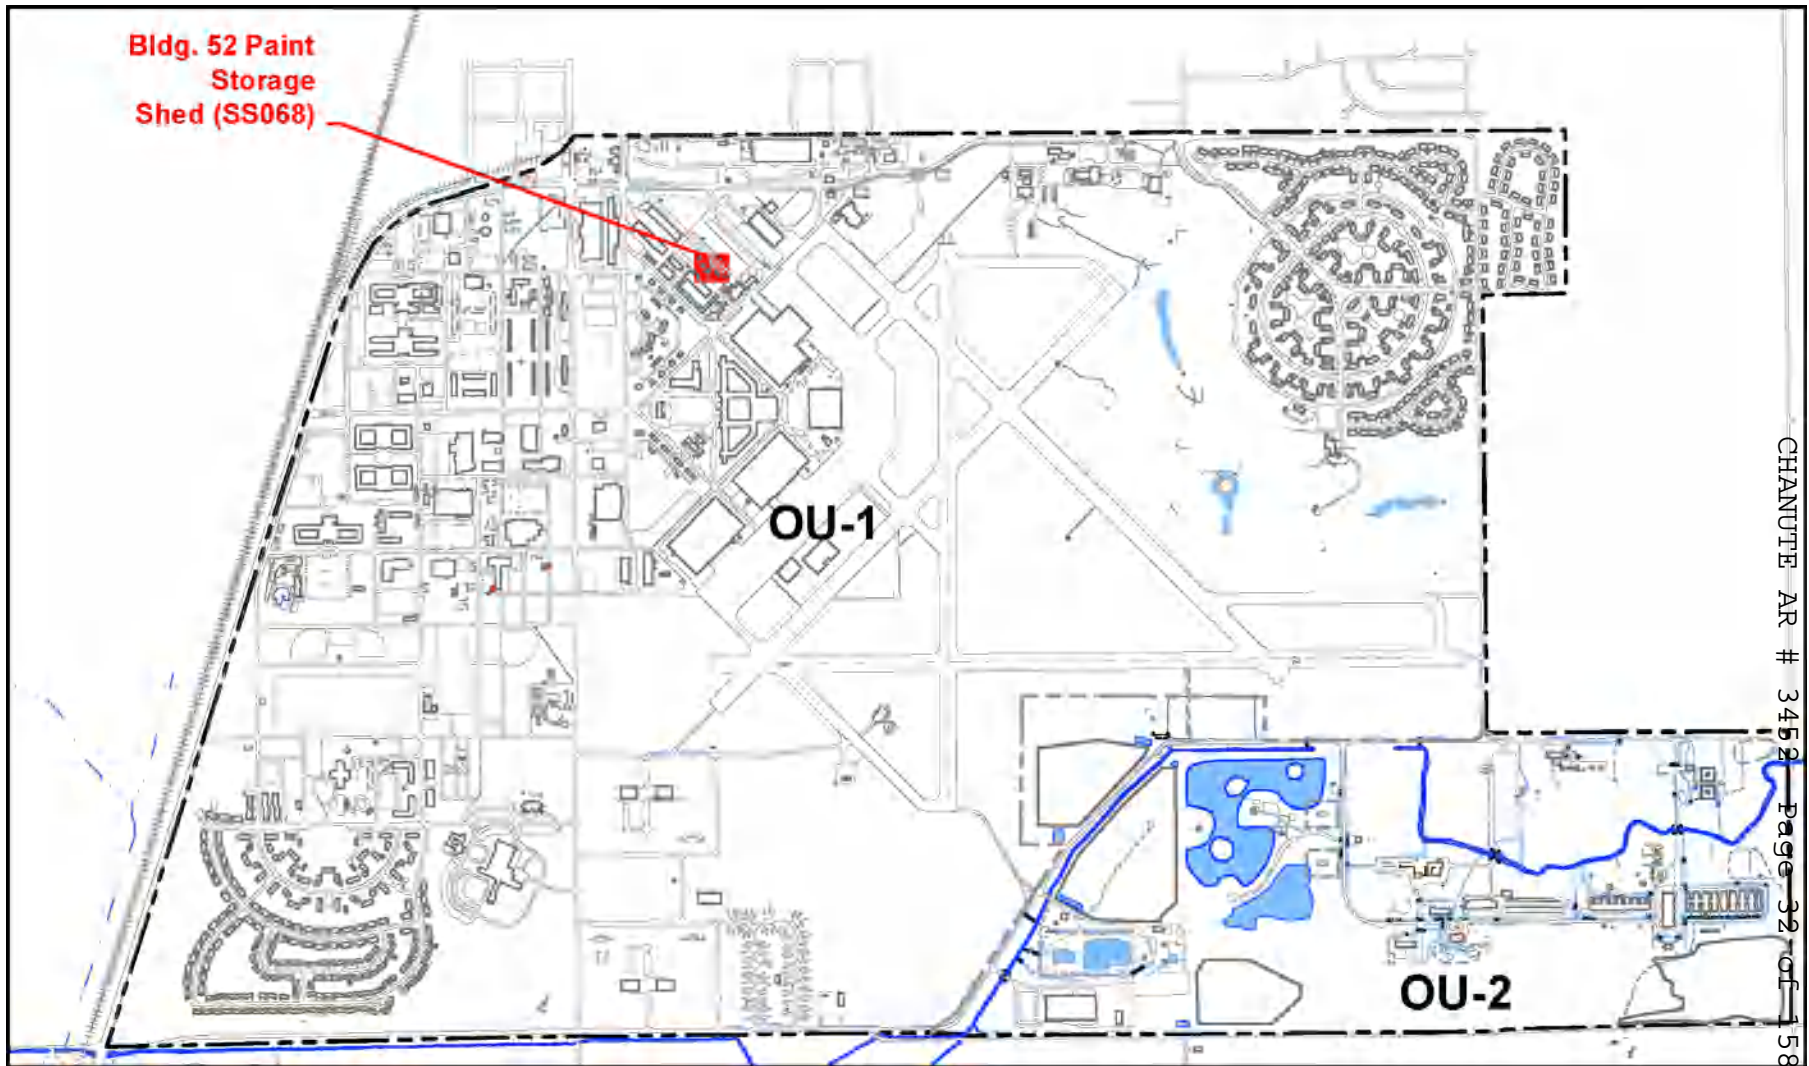 Bldg. 52 Paint
Storage
Shed (SS068)
OU-1
OU-2
CHANUTE AR # 3452 Page 32 of 158